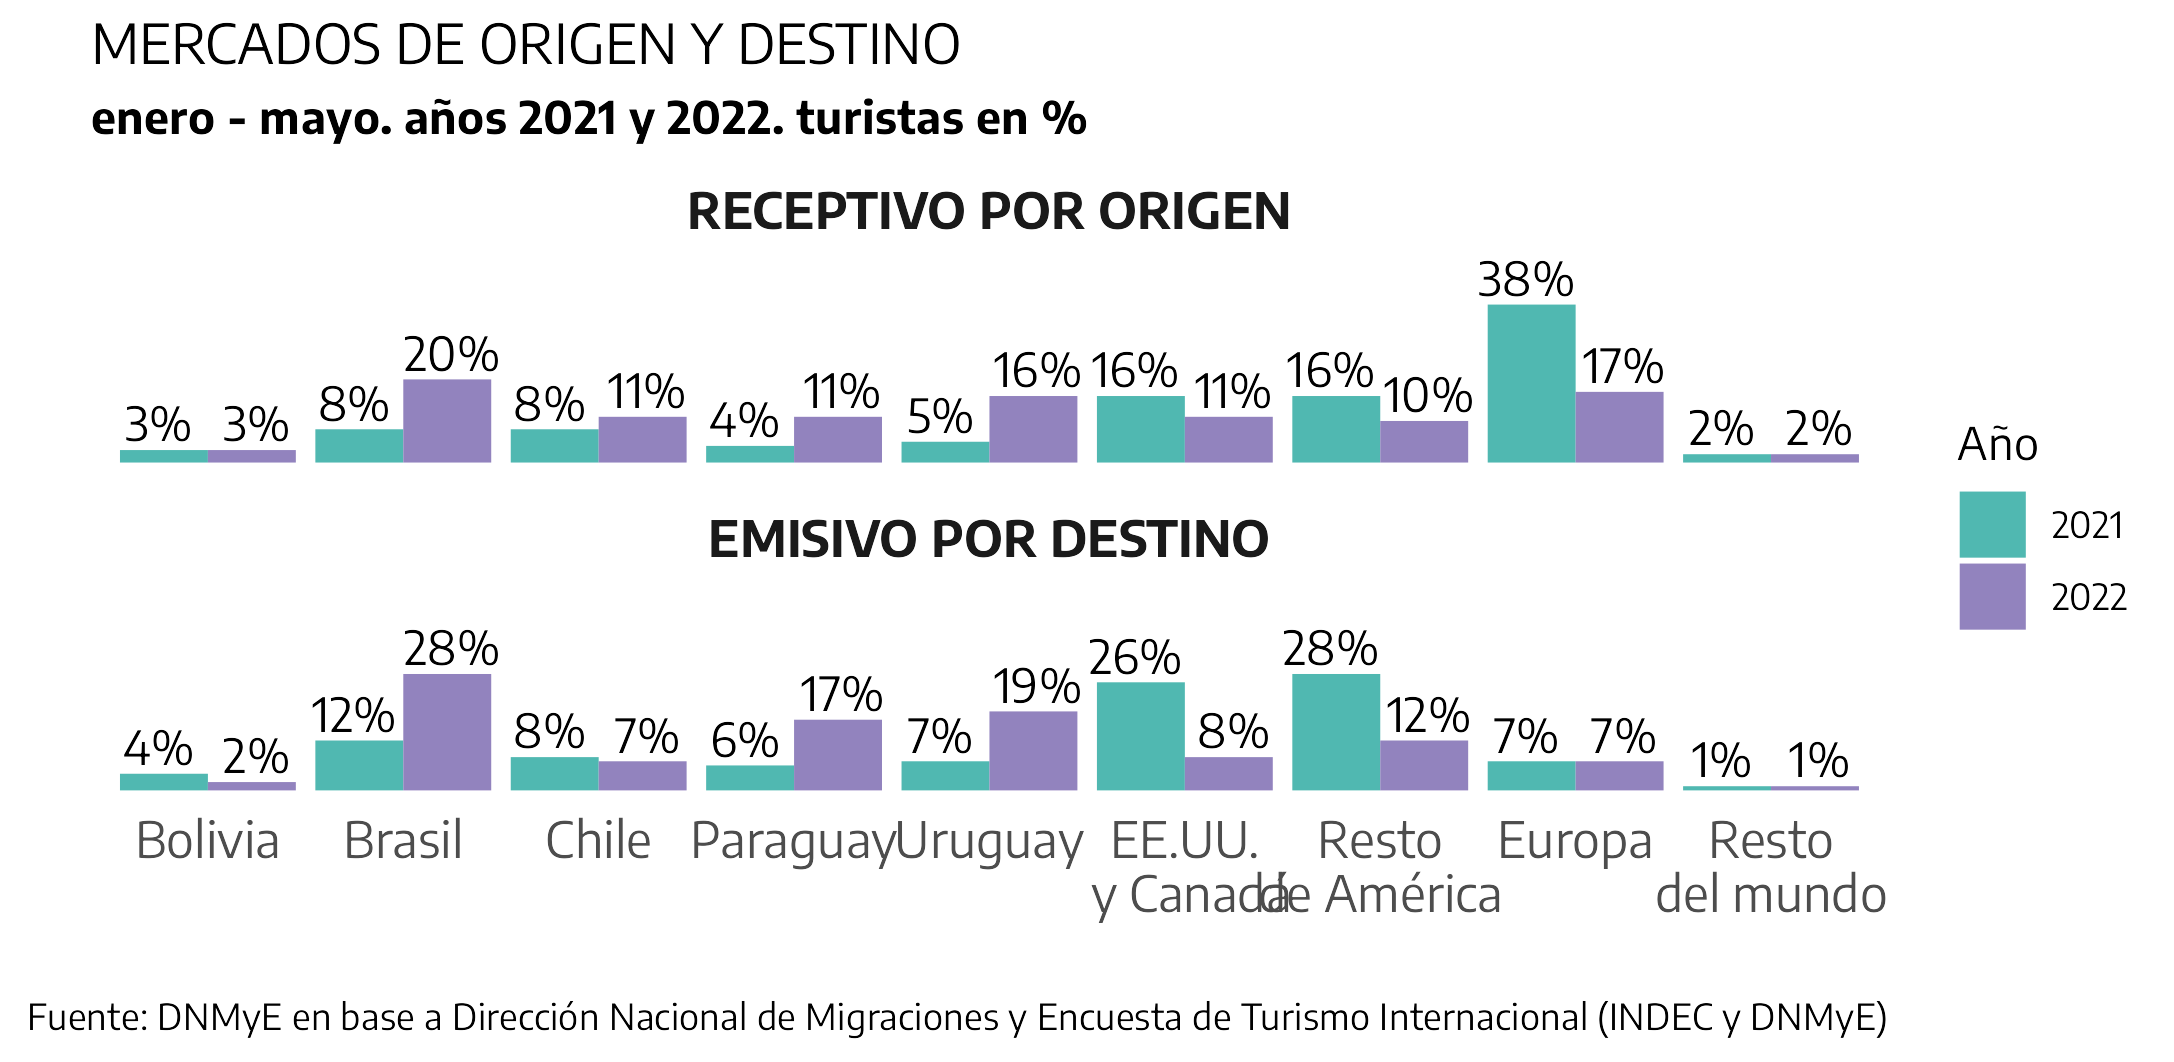 MERCADOS DE ORIGEN Y DESTINO
enero - mayo. años 2021 y 2022. turistas en %
RECEPTIVO POR ORIGEN
3% 3% 8% 20% 8% 11% 4% 11% 5% 16% 16% 11% 16% 10% 38% 17% 2% 2%
EMISIVO POR DESTINO
4% 2% 12% 28% 8% 7% 6% 17% 7% 19% 26% 8% 28% 12% 7% 7% 1% 1%
Bolivia Brasil Chile Paraguay Uruguay EE.UU. Resto Europa Resto
y Canadá de América del mundo
Año
2021
2022
Fuente: DNMyE en base a Dirección Nacional de Migraciones y Encuesta de Turismo Internacional (INDEC y DNMyE)